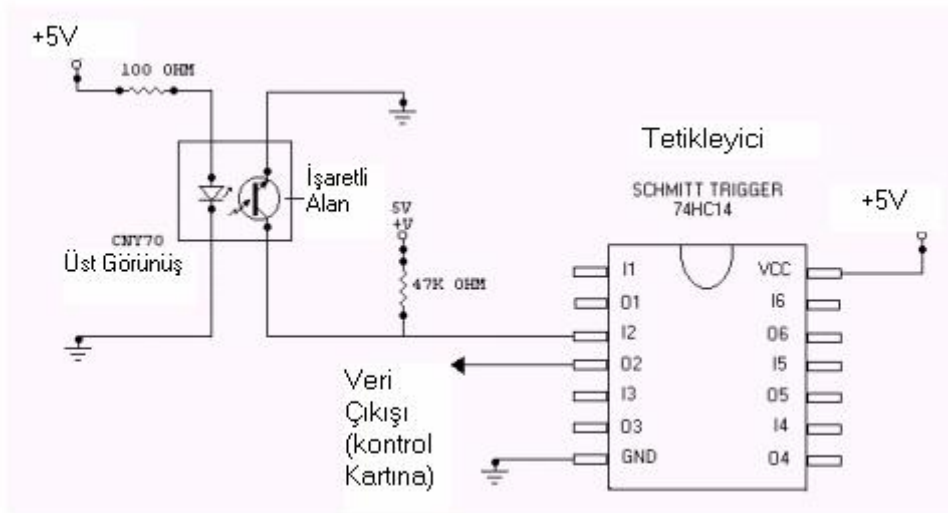 +5V
100 OHM
İşaretli
Alan
CNY70
Üst Görünüş
5V
+V
47K OHM
Veri
Çıkışı
(kontrol
Kartına)
Tetikleyici
SCHMITT TRIGGER
74HC14
+5V
I1
O1
I2
O2
I3
O3
GND
VCC
I6
O6
I5
O5
I4
O4